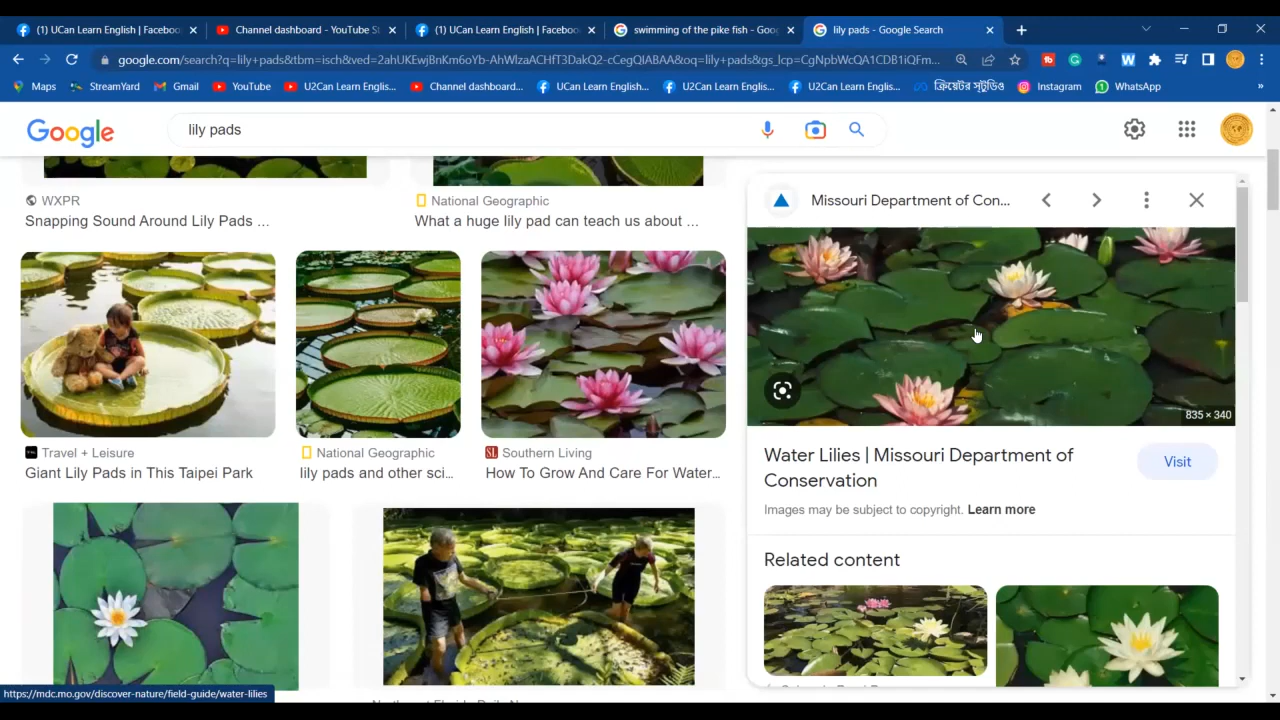 (1) UCan Learn English | Faceboo
Channel dashboard - YouTube St
(1) UCan Learn English | Faceboo
swimming of the pike fish - Goog
lily pads - Google Search
google.com/search?q=lily+pads&tbm=isch&ved=2ahUKEwjBnKm6oYb-AhWlzaACHfT3DakQ2-cCegQIABAA&oq=lily+pads&gs_lcp=CgNpbWcQA1CDB1iQFm...
Maps
StreamYard
Gmail
YouTube
U2Can Learn Englis...
Channel dashboard...
UCan Learn English...
U2Can Learn Englis...
U2Can Learn Englis...
ক্রিয়েটর স্টুডিও
Instagram
WhatsApp
»
Google
lily pads
WXPR
Snapping Sound Around Lily Pads ...
National Geographic
What a huge lily pad can teach us about ...
Travel + Leisure
Giant Lily Pads in This Taipei Park
National Geographic
lily pads and other sci...
SL Southern Living
How To Grow And Care For Water...
Missouri Department of Con...
835 × 340
Water Lilies | Missouri Department of
Conservation
Visit
Images may be subject to copyright. Learn more
Related content
https://mdc.mo.gov/discover-nature/field-guide/water-lilies